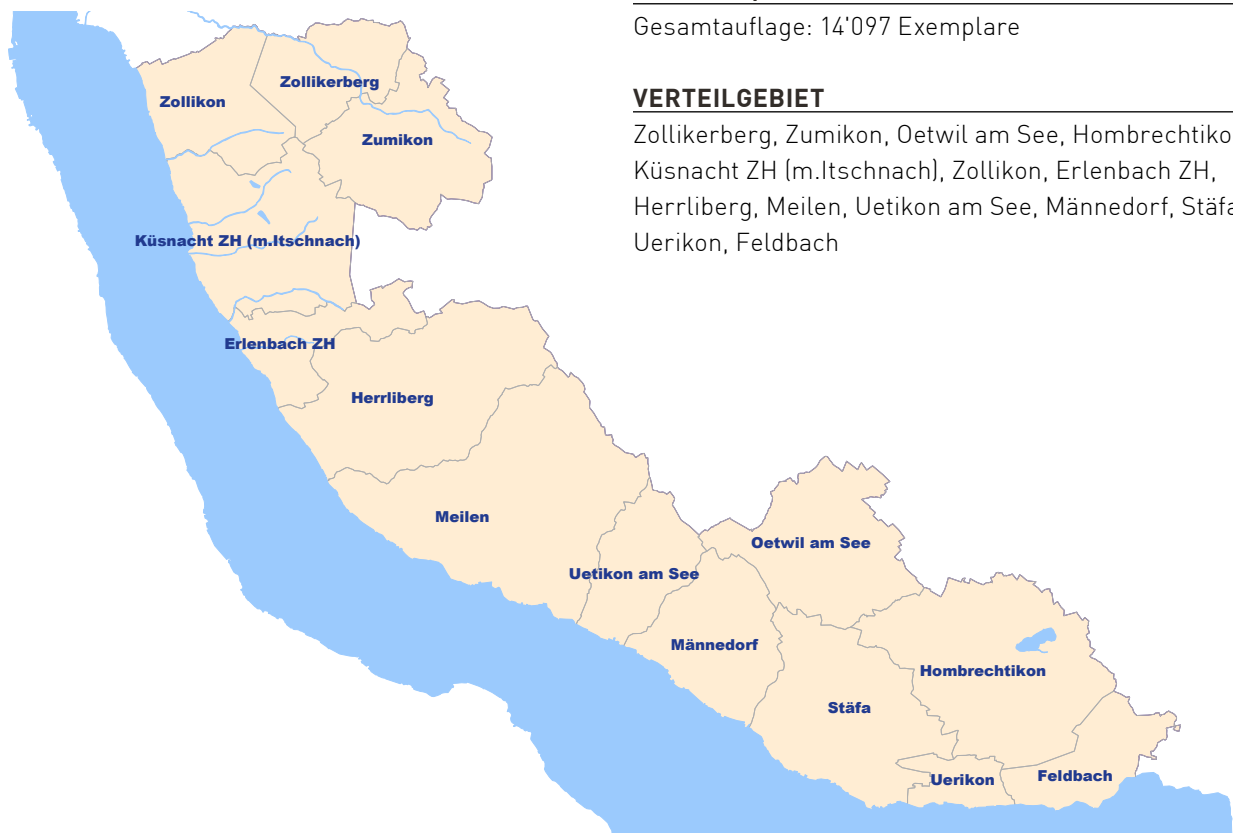 Gesamtauflage: 14'097 Exemplare
VERTEILGEBIET
Zollikerberg, Zumikon, Oetwil am See, Hombrechtiko
Küsnacht ZH (m.Itschnach), Zollikon, Erlenbach ZH,
Herrliberg, Meilen, Uetikon am See, Männedorf, Stäfa
Uerikon, Feldbach
Zollikerberg
Zollikon
Zumikon
Küsnacht ZH (m.Itschnach)
Erlenbach ZH
Herrliberg
Meilen
Oetwil am See
Uetikon am See
Männedorf
Hombrechtikon
Stäfa
Uerikon
Feldbach